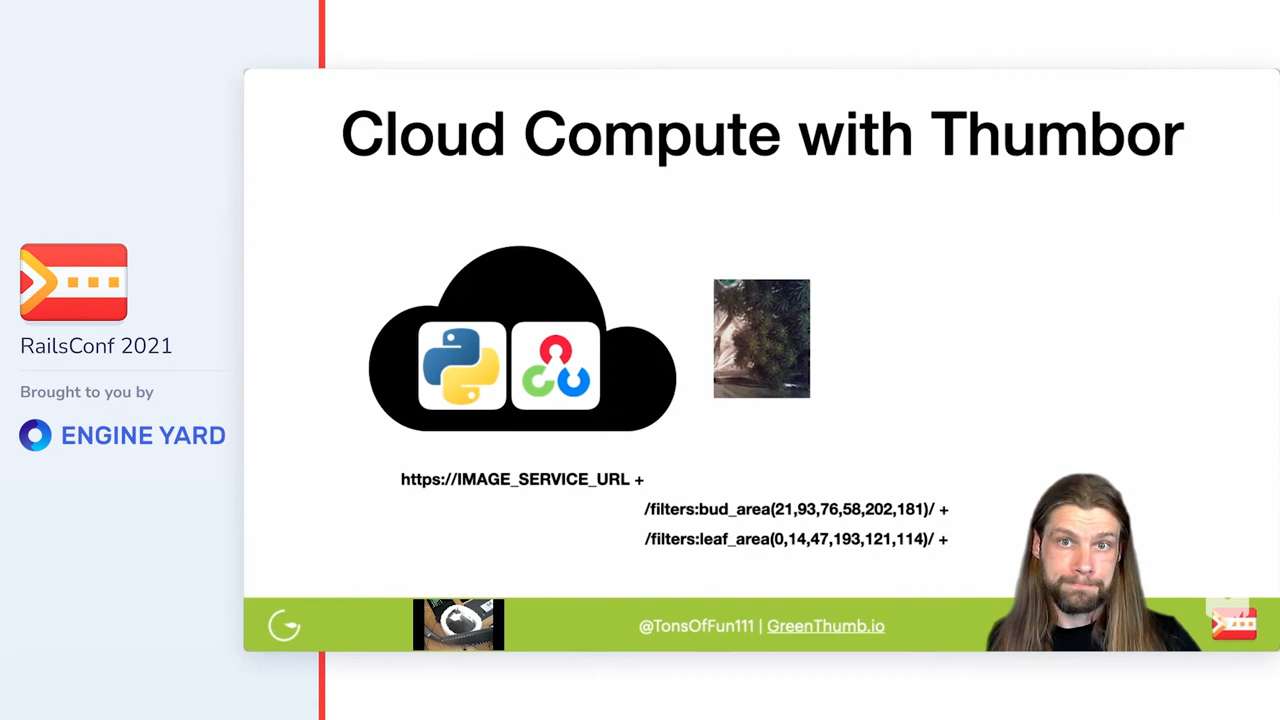 Cloud Compute with Thumbor
RailsConf 2021
Brought to you by
ENGINE YARD
https://IMAGE_SERVICE_URL +
/filters:bud_area(21,93,76,58,202,181)/ +
/filters:leaf_area(0,14,47,193,121,114)/ +
@TonsOfFun111 | GreenThumb.io